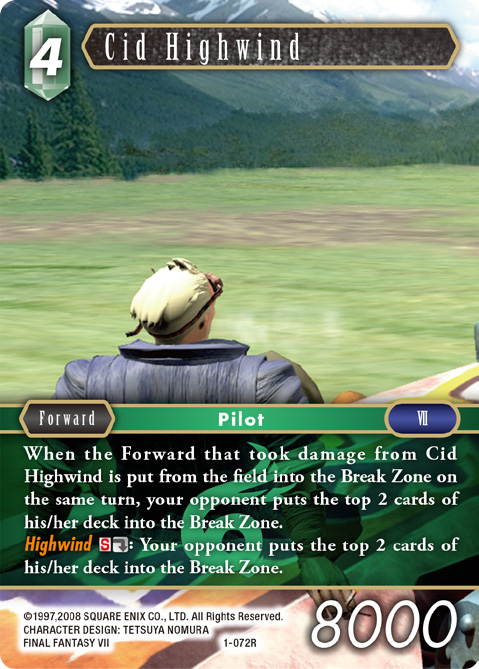 4
Cid Highwind
Forward
Pilot
VII
When the Forward that took damage from Cid
Highwind is put from the field into the Break Zone on
the same turn, your opponent puts the top 2 cards of
his/her deck into the Break Zone.
Highwind S: Your opponent puts the top 2 cards of
his/her deck into the Break Zone.
©1997,2008 SQUARE ENIX CO., LTD. All Rights Reserved.
CHARACTER DESIGN: TETSUYA NOMURA
FINAL FANTASY VII
1-072R
8000